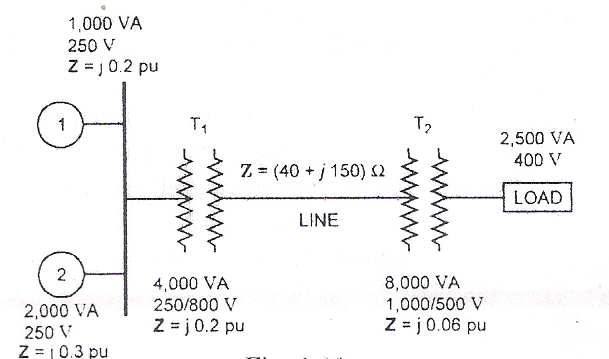 1,000 VA
250 V
Z = j 0.2 pu
1
T1
T2
Z = (40 + j 150) Ω
2,500 VA
400 V
LOAD
LINE
2
4,000 VA
250/800 V
Z = j 0.2 pu
8,000 VA
1,000/500 V
Z = j 0.06 pu
2,000 VA
250 V
Z = j 0.3 pu